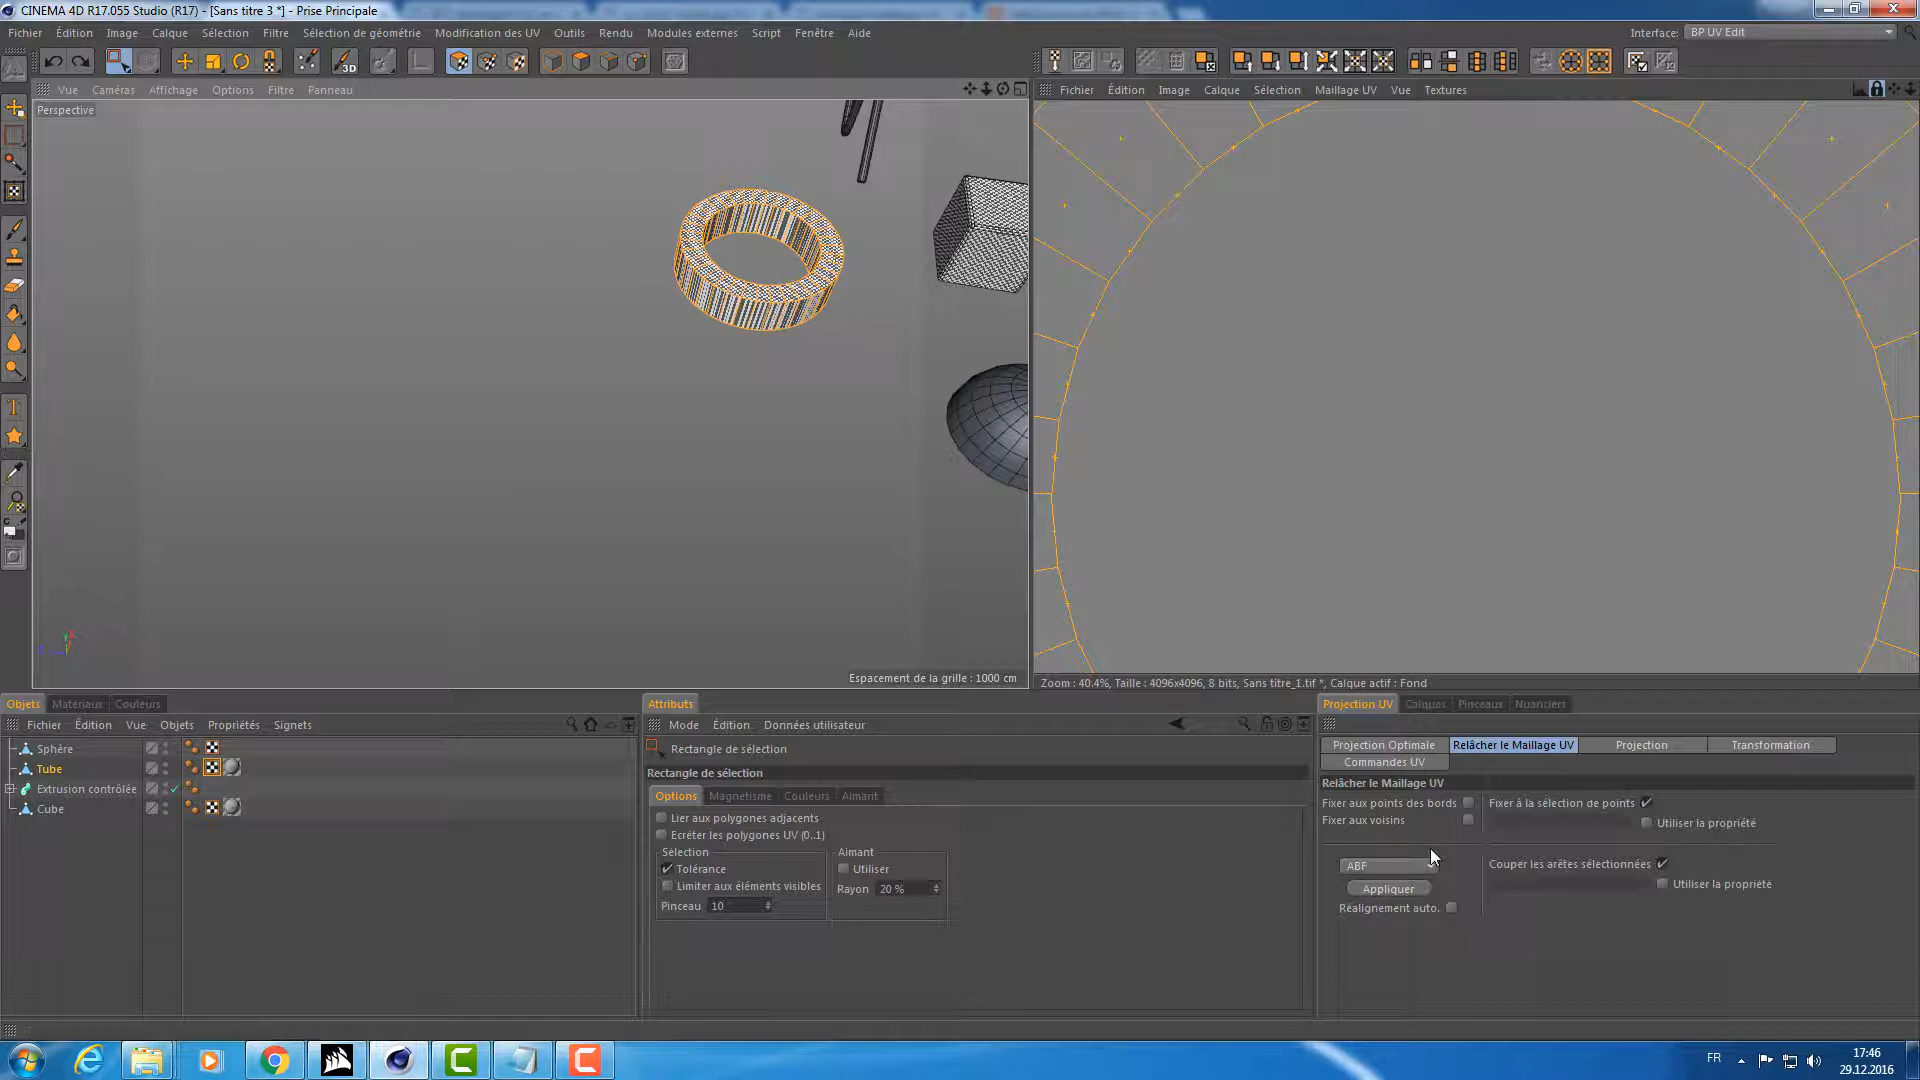 CINEMA 4D R17.055 Studio (R17) - [Sans titre 3 *] - Prise Principale
Fichier Édition Image Calque Sélection Filtre Sélection de géométrie Modification des UV Outils Rendu Modules externes Script Fenêtre Aide Interface: BP UV Edit
3D
Vue Caméras Affichage Options Filtre Panneau
Fichier Édition Image Calque Sélection Maillage UV Vue Textures
Perspective
Espacement de la grille : 1000 cm
Zoom : 40.4%, Taille : 4096x4096, 8 bits, Sans titre_1.tif *, Calque actif : Fond
Objets Matériaux Couleurs
Fichier Édition Vue Objets Propriétés Signets
Sphère
Tube
Extrusion contrôlée
Cube
Attributs
Mode Édition Données utilisateur
Rectangle de sélection
Rectangle de sélection
Options Magnétisme Couleurs Aimant
Lier aux polygones adjacents
Ecréter les polygones UV (0..1)
Sélection
Tolérance
Limiter aux éléments visibles
Pinceau 10
Aimant
Utiliser
Rayon 20 %
Projection UV Calques Pinceaux Nuanciers
Projection Optimale Relâcher le Maillage UV Projection Transformation
Commandes UV
Relâcher le Maillage UV
Fixer aux points des bords Fixer à la sélection de points
Fixer aux voisins Utiliser la propriété
ABF Couper les arêtes sélectionnées
Appliquer Utiliser la propriété
Réalignement auto.
FR 17:46
29.12.2016